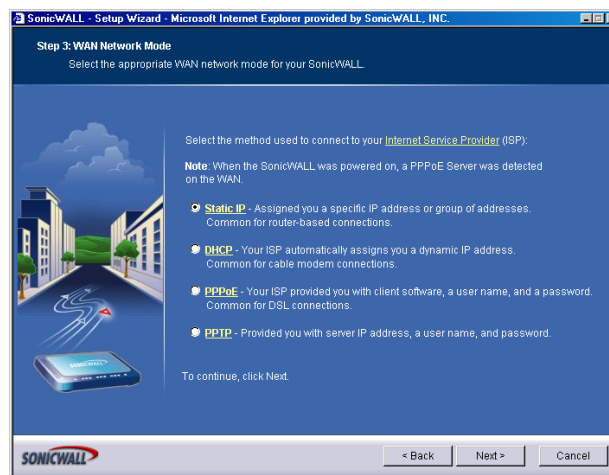 SonicWALL - Setup Wizard - Microsoft Internet Explorer provided by SonicWALL, INC.
Step 3: WAN Network Mode
Select the appropriate WAN network mode for your SonicWALL.
Select the method used to connect to your Internet Service Provider (ISP):
Note: When the SonicWALL was powered on, a PPPoE Server was detected
on the WAN.
Static IP - Assigned you a specific IP address or group of addresses.
Common for router-based connections.
DHCP - Your ISP automatically assigns you a dynamic IP address.
Common for cable modem connections.
PPPoE - Your ISP provided you with client software, a user name, and a password.
Common for DSL connections.
PPTP - Provided you with server IP address, a user name, and password.
SONICWALL
To continue, click Next.
SONICWALL
< Back Next > Cancel